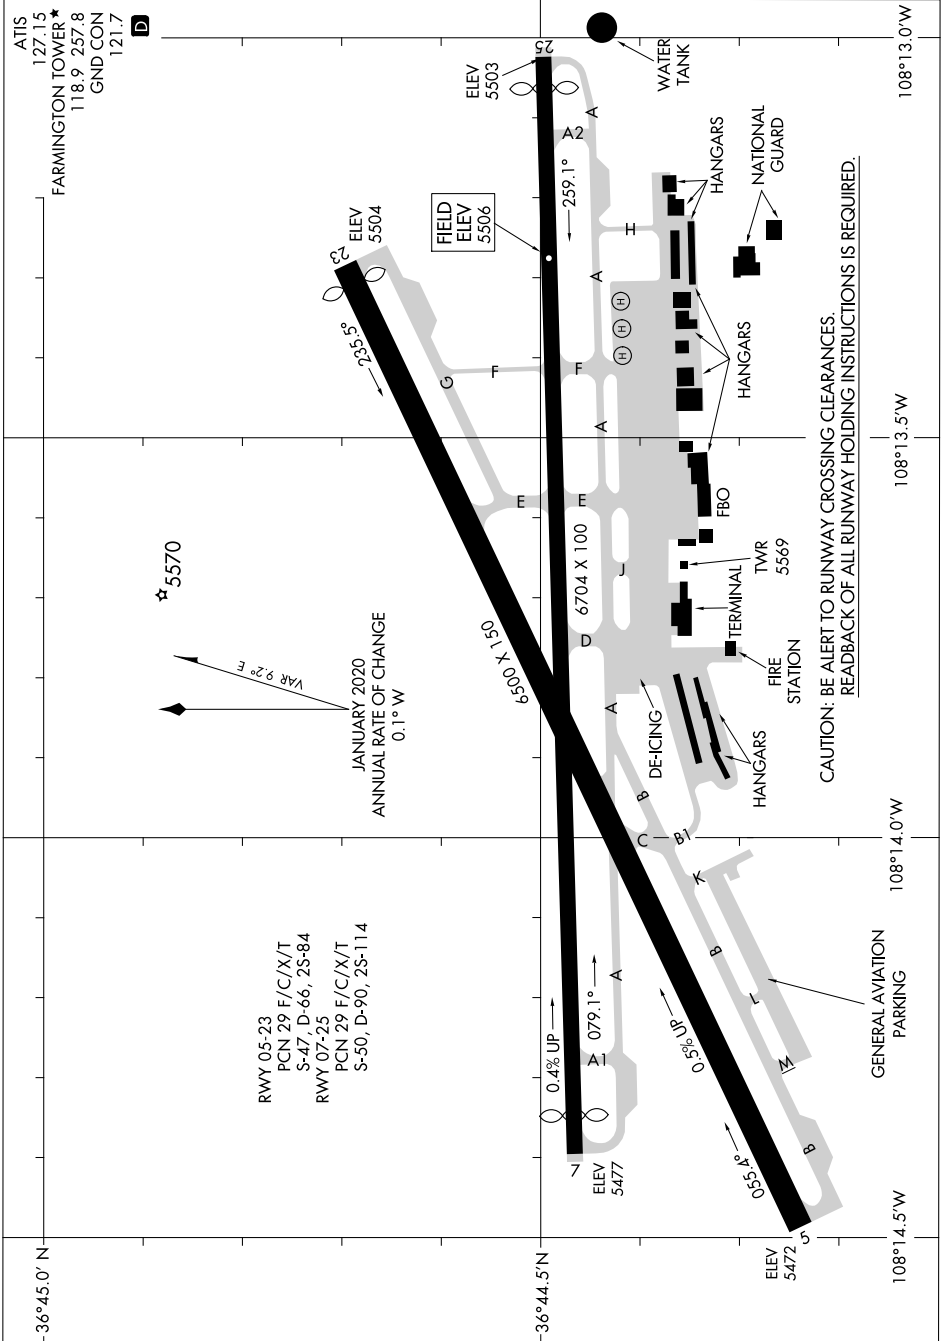 ATIS
127.15
FARMINGTON TOWER ★
118.9 257.8
GND CON
121.7
D
36°45.0' N
36°44.5'N
108°13.0'W
108°13.5'W
108°14.0'W
108°14.5'W
5570
VAR 9.2° E
JANUARY 2020
ANNUAL RATE OF CHANGE
0.1° W
RWY 05-23
PCN 29 F/C/X/T
S-47, D-66, 2S-84
RWY 07-25
PCN 29 F/C/X/T
S-50, D-90, 2S-114
23
ELEV
5504
235.5°
FIELD
ELEV
5506
25
ELEV
5503
259.1°
WATER
TANK
A
A2
H
A
H
H
H
G
F
F
A
E
E
6704 X 100
6500 X 150
J
D
A
B
C
B1
K
B
L
M
B
A
A1
0.4% UP
079.1°
7
ELEV
5477
0.5% UP
055.4°
5
ELEV
5472
HANGARS
NATIONAL
GUARD
HANGARS
FBO
TWR
5569
TERMINAL
FIRE
STATION
DE-ICING
HANGARS
GENERAL AVIATION
PARKING
CAUTION: BE ALERT TO RUNWAY CROSSING CLEARANCES.
READBACK OF ALL RUNWAY HOLDING INSTRUCTIONS IS REQUIRED.